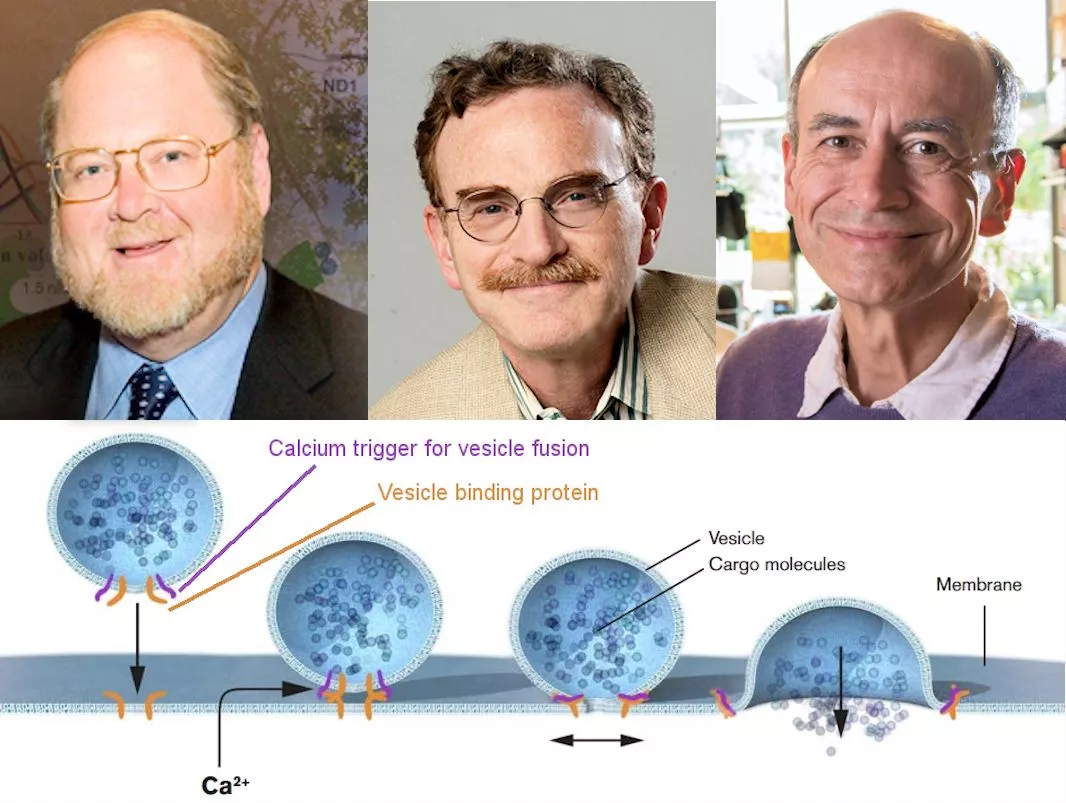 ND1
1.5 n
Calcium trigger for vesicle fusion
Vesicle binding protein
Vesicle
Cargo molecules
Membrane
Ca²⁺